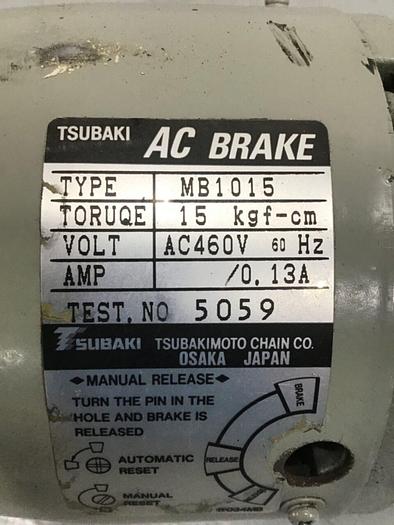 TSUBAKI AC BRAKE
TYPE MB1015
TORUQE 15 kgf-cm
VOLT AC460V 60 Hz
AMP /0.13A
TEST. NO 5059
TSUBAKI TSUBAKIMOTO CHAIN CO.
OSAKA JAPAN
◆MANUAL RELEASE◆
TURN THE PIN IN THE
HOLE AND BRAKE IS
RELEASED
BRAKE
RELEASE
AUTOMATIC
RESET
MANUAL
RESET